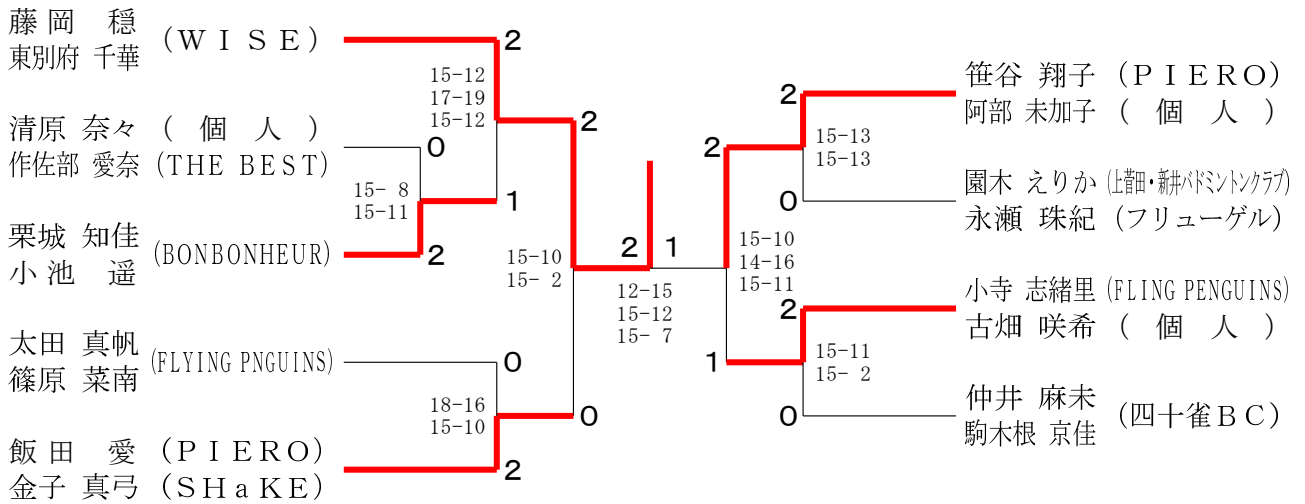 藤岡 穏
東別府 千華
(WISE)
2
15-12
17-19
15-12
清原 奈々 (個人)
作佐部 愛奈 (THE BEST)
0
15- 8
15-11
1
栗城 知佳
小池 遥
(BONBONHEUR)
2
2
15-10
15- 2
太田 真帆
篠原 菜南
(FLYING PNGUINS)
0
18-16
15-10
0
飯田 愛 (PIERO)
金子 真弓 (SHaKE)
2
2 1
12-15
15-12
15- 7
笹谷 翔子 (PIERO)
阿部 未加子 (個人)
2
15-13
15-13
2
園木 えりか (上菅田・新井バドミントンクラブ)
永瀬 珠紀 (フリューゲル)
0
15-10
14-16
15-11
小寺 志緒里 (FLING PENGUINS)
古畑 咲希 (個人)
2
15-11
15- 2
1
仲井 麻未
駒木根 京佳
(四十雀BC)
0